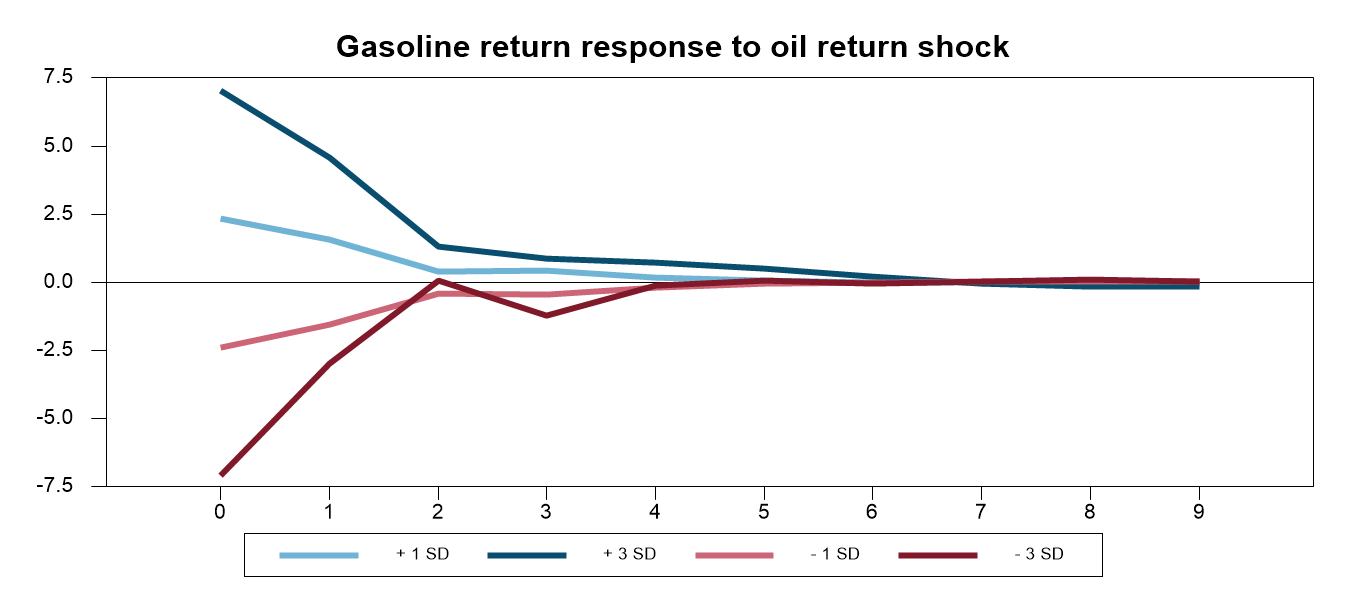 Gasoline return response to oil return shock
7.5
5.0
2.5
0.0
-2.5
-5.0
-7.5
0 1 2 3 4 5 6 7 8 9
+ 1 SD + 3 SD - 1 SD - 3 SD